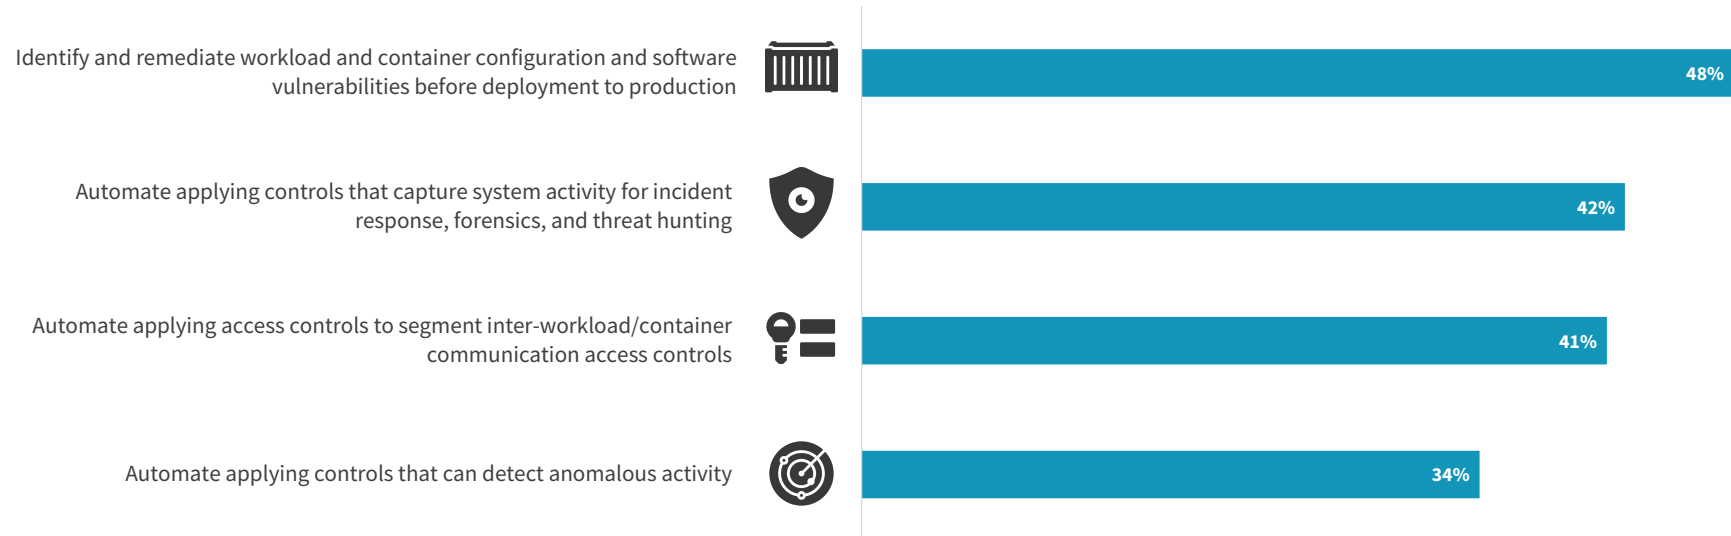 Identify and remediate workload and container configuration and software
vulnerabilities before deployment to production
48%
Automate applying controls that capture system activity for incident
response, forensics, and threat hunting
42%
Automate applying access controls to segment inter-workload/container
communication access controls
41%
Automate applying controls that can detect anomalous activity
34%